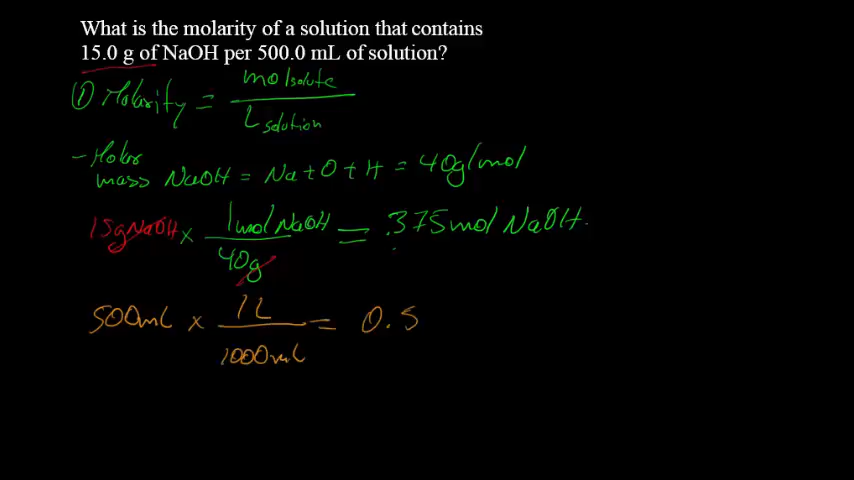 What is the molarity of a solution that contains
15.0 g of NaOH per 500.0 mL of solution?
① Molarity = mol solute / L solution
- Molar mass NaOH = Na + O + H = 40g/mol
15g NaOH x 1 mol NaOH / 40g = .375 mol NaOH.
500mL x 1L / 1000mL = 0.5